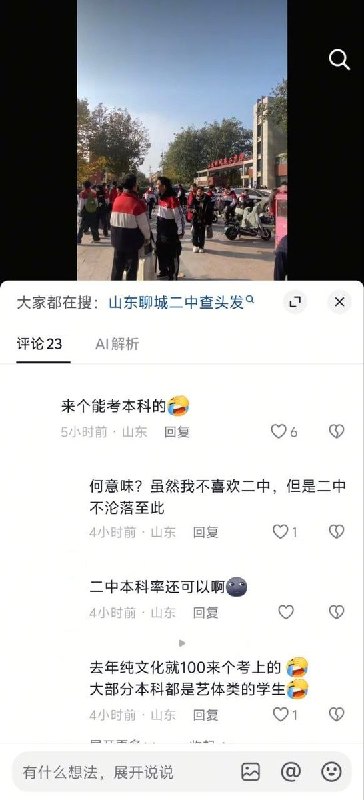 大家都在搜：山东聊城二中查头发
评论23
AI解析
来个能考本科的
5小时前·山东 回复
6
何意味？虽然我不喜欢二中，但是二中
不沦落至此
4小时前·山东 回复
1
二中本科率还可以啊
4小时前·山东 回复
去年纯文化就100来个考上的
大部分本科都是艺体类的学生
4小时前·山东 回复
1
有什么想法，展开说说